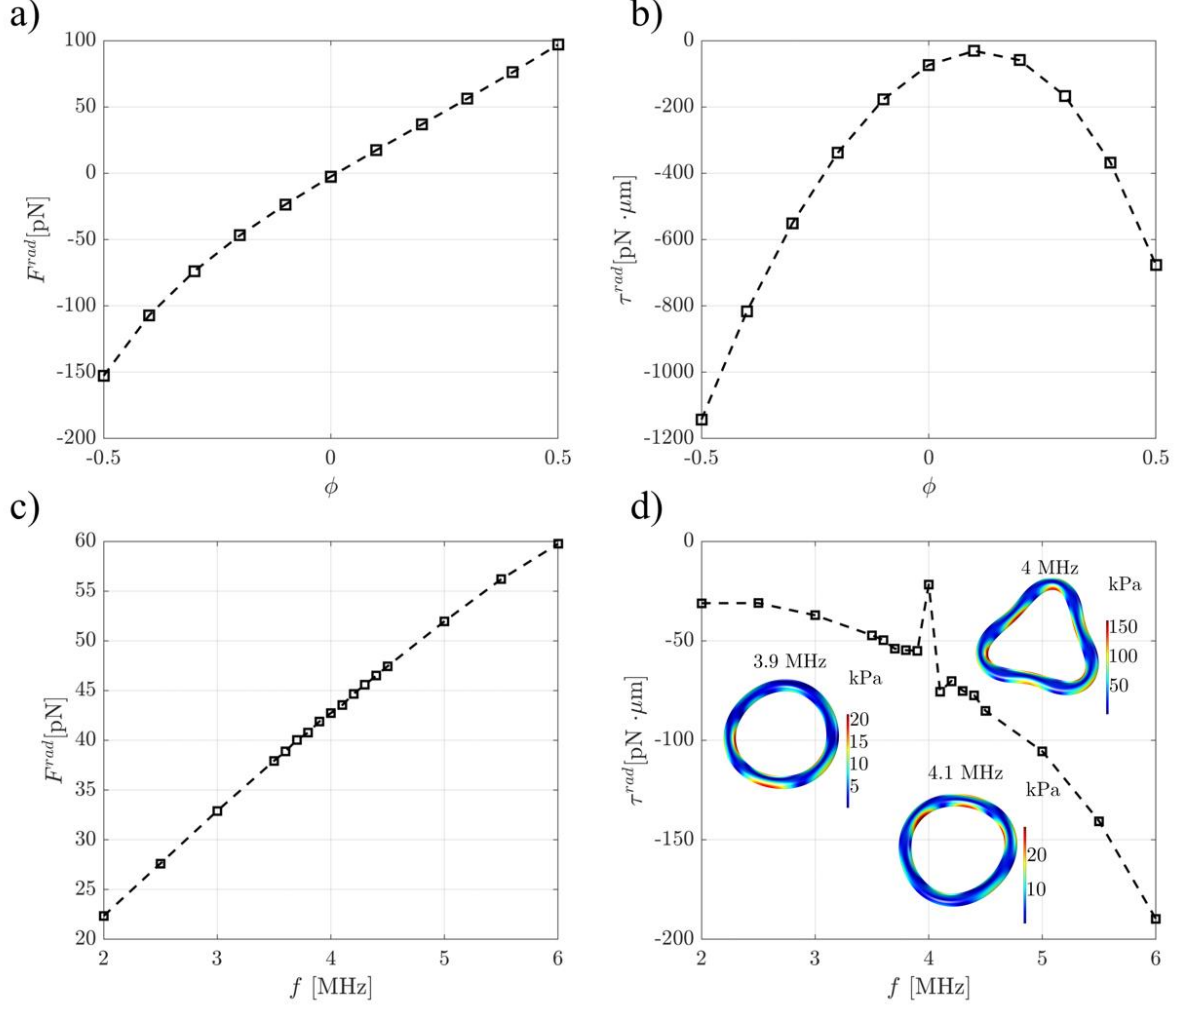 a)
100
50
0
-50
-100
-150
-200
-0.5
0
0.5
ϕ
F^rad[pN]
b)
0
-200
-400
-600
-800
-1000
-1200
-0.5
0
0.5
ϕ
τ^rad[pN ·μm]
c)
60
55
50
45
40
35
30
25
20
2
3
4
5
6
f [MHz]
F^rad[pN]
d)
0
-50
-100
-150
-200
2
3
4
5
6
f [MHz]
τ^rad[pN ·μm]
4 MHz
kPa
150
100
50
3.9 MHz
kPa
20
15
10
5
4.1 MHz
kPa
20
10